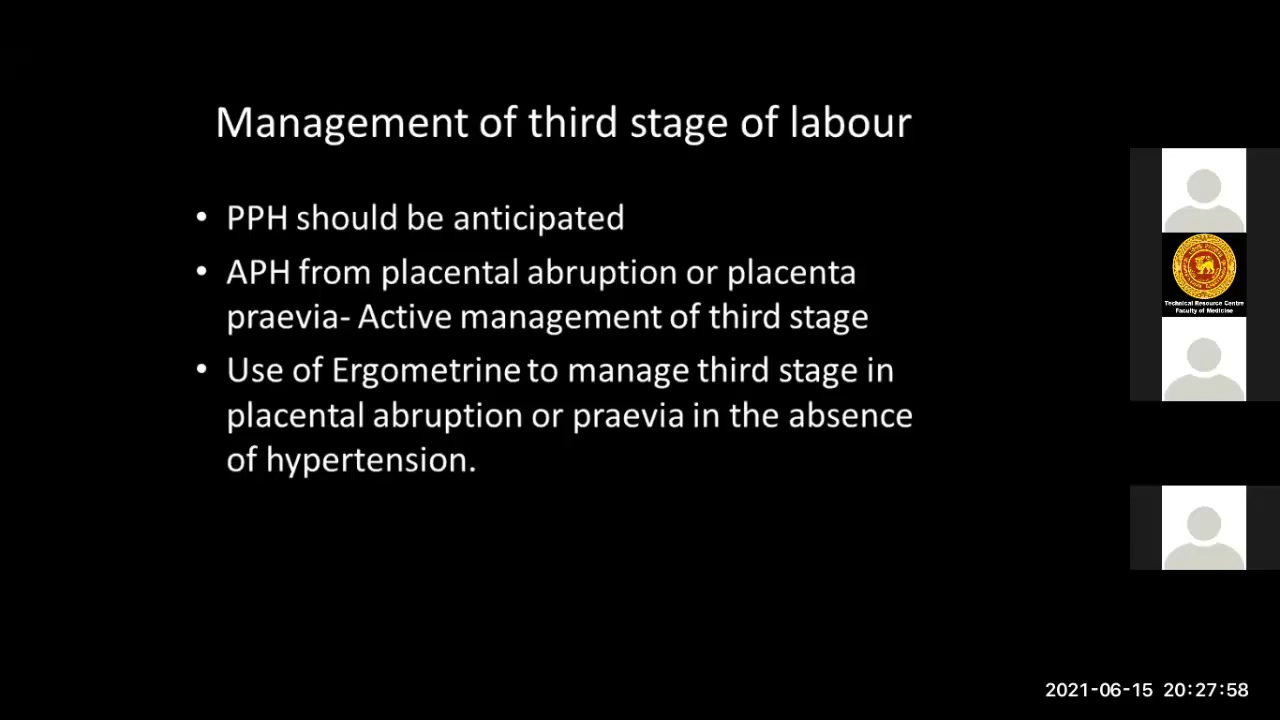 Management of third stage of labour
• PPH should be anticipated
• APH from placental abruption or placenta
praevia- Active management of third stage
• Use of Ergometrine to manage third stage in
placental abruption or praevia in the absence
of hypertension.
Technical Resource Centre
Faculty of Medicine
2021-06-15 20:27:58